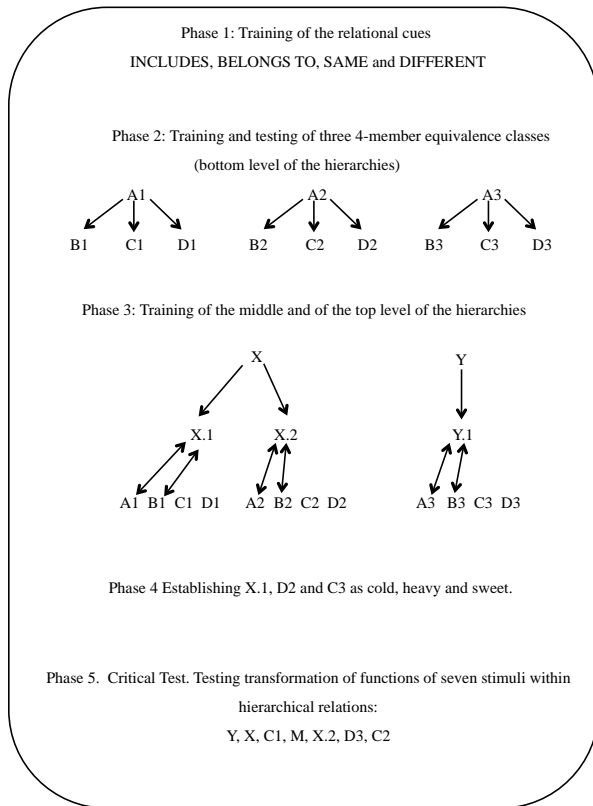 Phase 1: Training of the relational cues
INCLUDES, BELONGS TO, SAME and DIFFERENT
Phase 2: Training and testing of three 4-member equivalence classes
(bottom level of the hierarchies)
A1 A2 A3
B1 C1 D1 B2 C2 D2 B3 C3 D3
Phase 3: Training of the middle and of the top level of the hierarchies
X Y
X.1 X.2 Y.1
A1 B1 C1 D1 A2 B2 C2 D2 A3 B3 C3 D3
Phase 4 Establishing X.1, D2 and C3 as cold, heavy and sweet.
Phase 5. Critical Test. Testing transformation of functions of seven stimuli within
hierarchical relations:
Y, X, C1, M, X.2, D3, C2